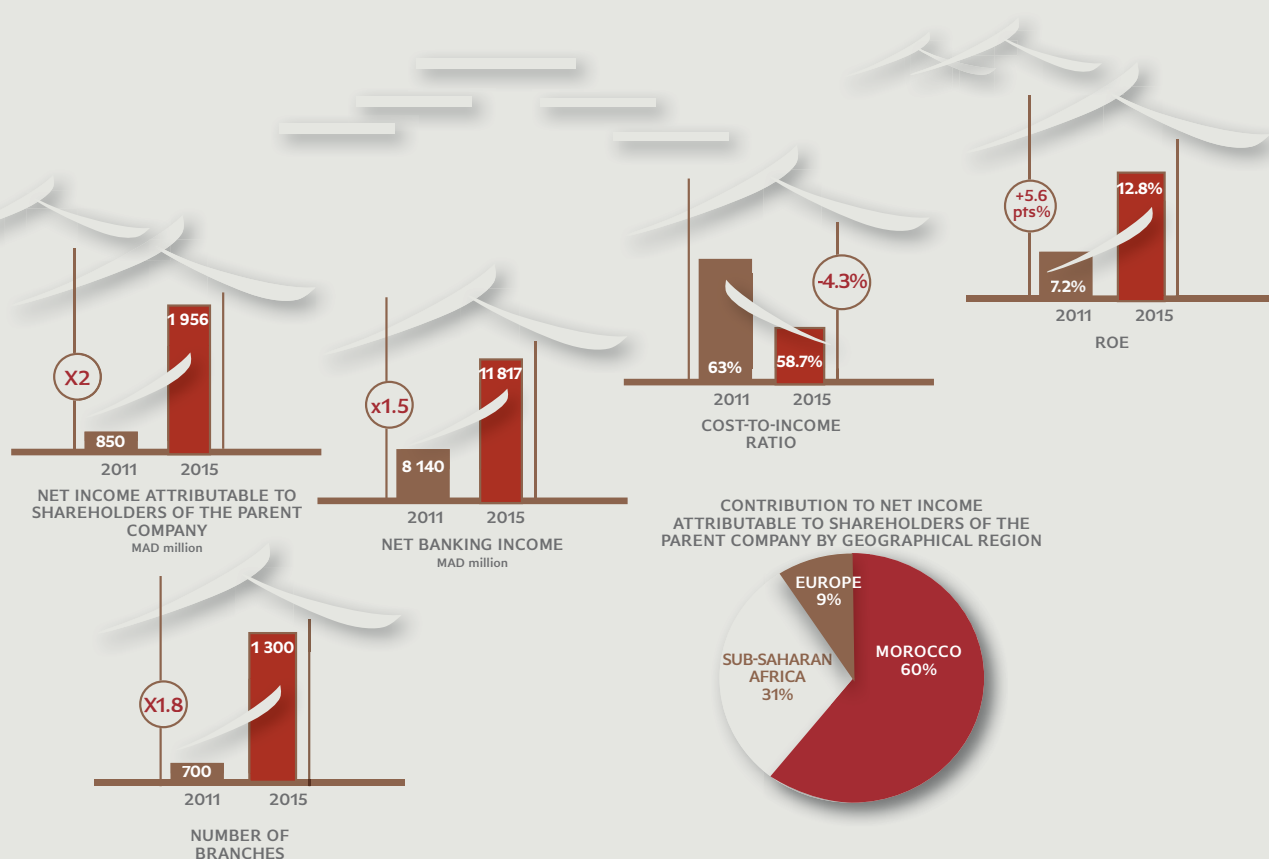 X2
1 956
850
2011 2015
NET INCOME ATTRIBUTABLE TO
SHAREHOLDERS OF THE PARENT
COMPANY
MAD million
x1.5
11 817
8 140
2011 2015
NET BANKING INCOME
MAD million
-4.3%
63%
58.7%
2011 2015
COST-TO-INCOME
RATIO
+5.6
pts%
12.8%
7.2%
2011 2015
ROE
X1.8
1 300
700
2011 2015
NUMBER OF
BRANCHES
CONTRIBUTION TO NET INCOME
ATTRIBUTABLE TO SHAREHOLDERS OF THE
PARENT COMPANY BY GEOGRAPHICAL REGION
EUROPE
9%
MOROCCO
60%
SUB-SAHARAN
AFRICA
31%